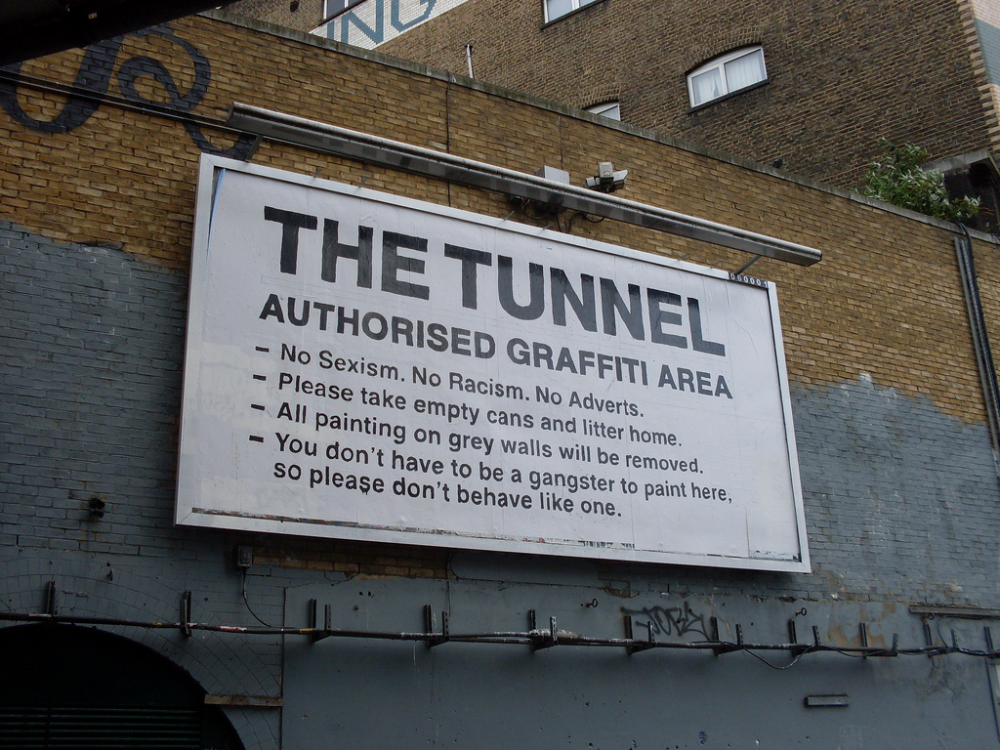 ING
THE TUNNEL
AUTHORISED GRAFFITI AREA
- No Sexism. No Racism. No Adverts.
- Please take empty cans and litter home.
- All painting on grey walls will be removed.
- You don't have to be a gangster to paint here,
so please don't behave like one.